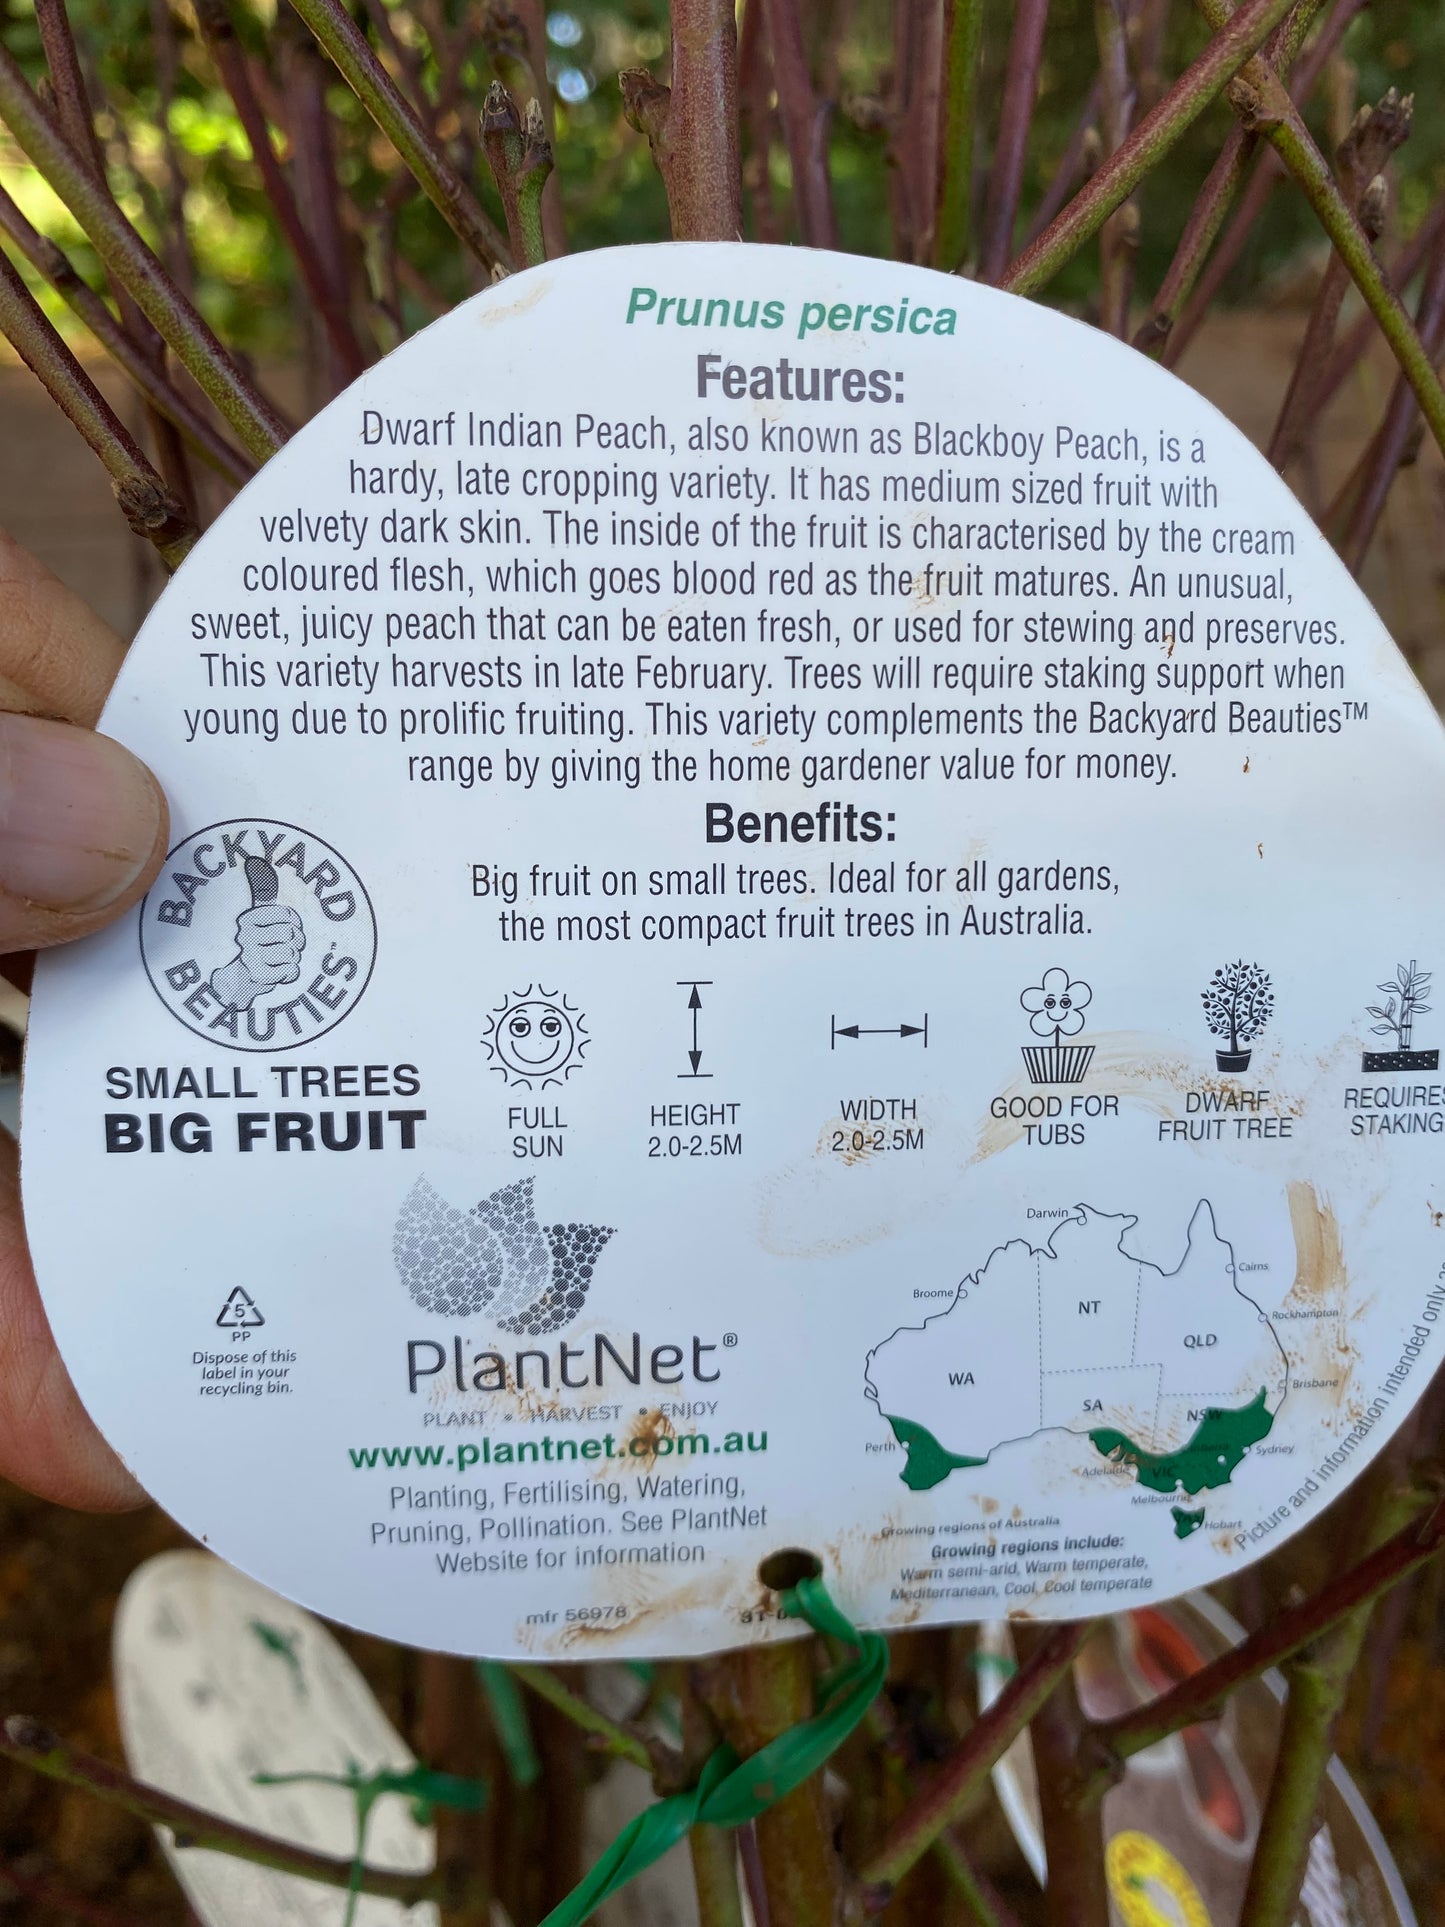 Prunus persica
Features:
Dwarf Indian Peach, also known as Blackboy Peach, is a
hardy, late cropping variety. It has medium sized fruit with
velvety dark skin. The inside of the fruit is characterised by the cream
coloured flesh, which goes blood red as the fruit matures. An unusual,
sweet, juicy peach that can be eaten fresh, or used for stewing and preserves.
This variety harvests in late February. Trees will require staking support when
young due to prolific fruiting. This variety complements the Backyard Beauties™
range by giving the home gardener value for money.
Benefits:
Big fruit on small trees. Ideal for all gardens,
the most compact fruit trees in Australia.
BACKYARD
BEAUTIES™
SMALL TREES
BIG FRUIT
FULL
SUN
HEIGHT
2.0-2.5M
WIDTH
2.0-2.5M
GOOD FOR
TUBS
DWARF
FRUIT TREE
REQUIRES
STAKING
5
PP
Dispose of this
label in your
recycling bin.
PlantNet®
PLANT • HARVEST • ENJOY
www.plantnet.com.au
Planting, Fertilising, Watering,
Pruning, Pollination. See PlantNet
Website for information
mfr 56978
Darwin
Cairns
Broome
NT
Rockhampton
QLD
WA
Brisbane
SA
NSW
Perth
Sydney
Adelaide
VIC
Melbourne
Hobart
Growing regions of Australia
Growing regions include:
Warm semi-arid, Warm temperate,
Mediterranean, Cool, Cool temperate
Picture and information intended only